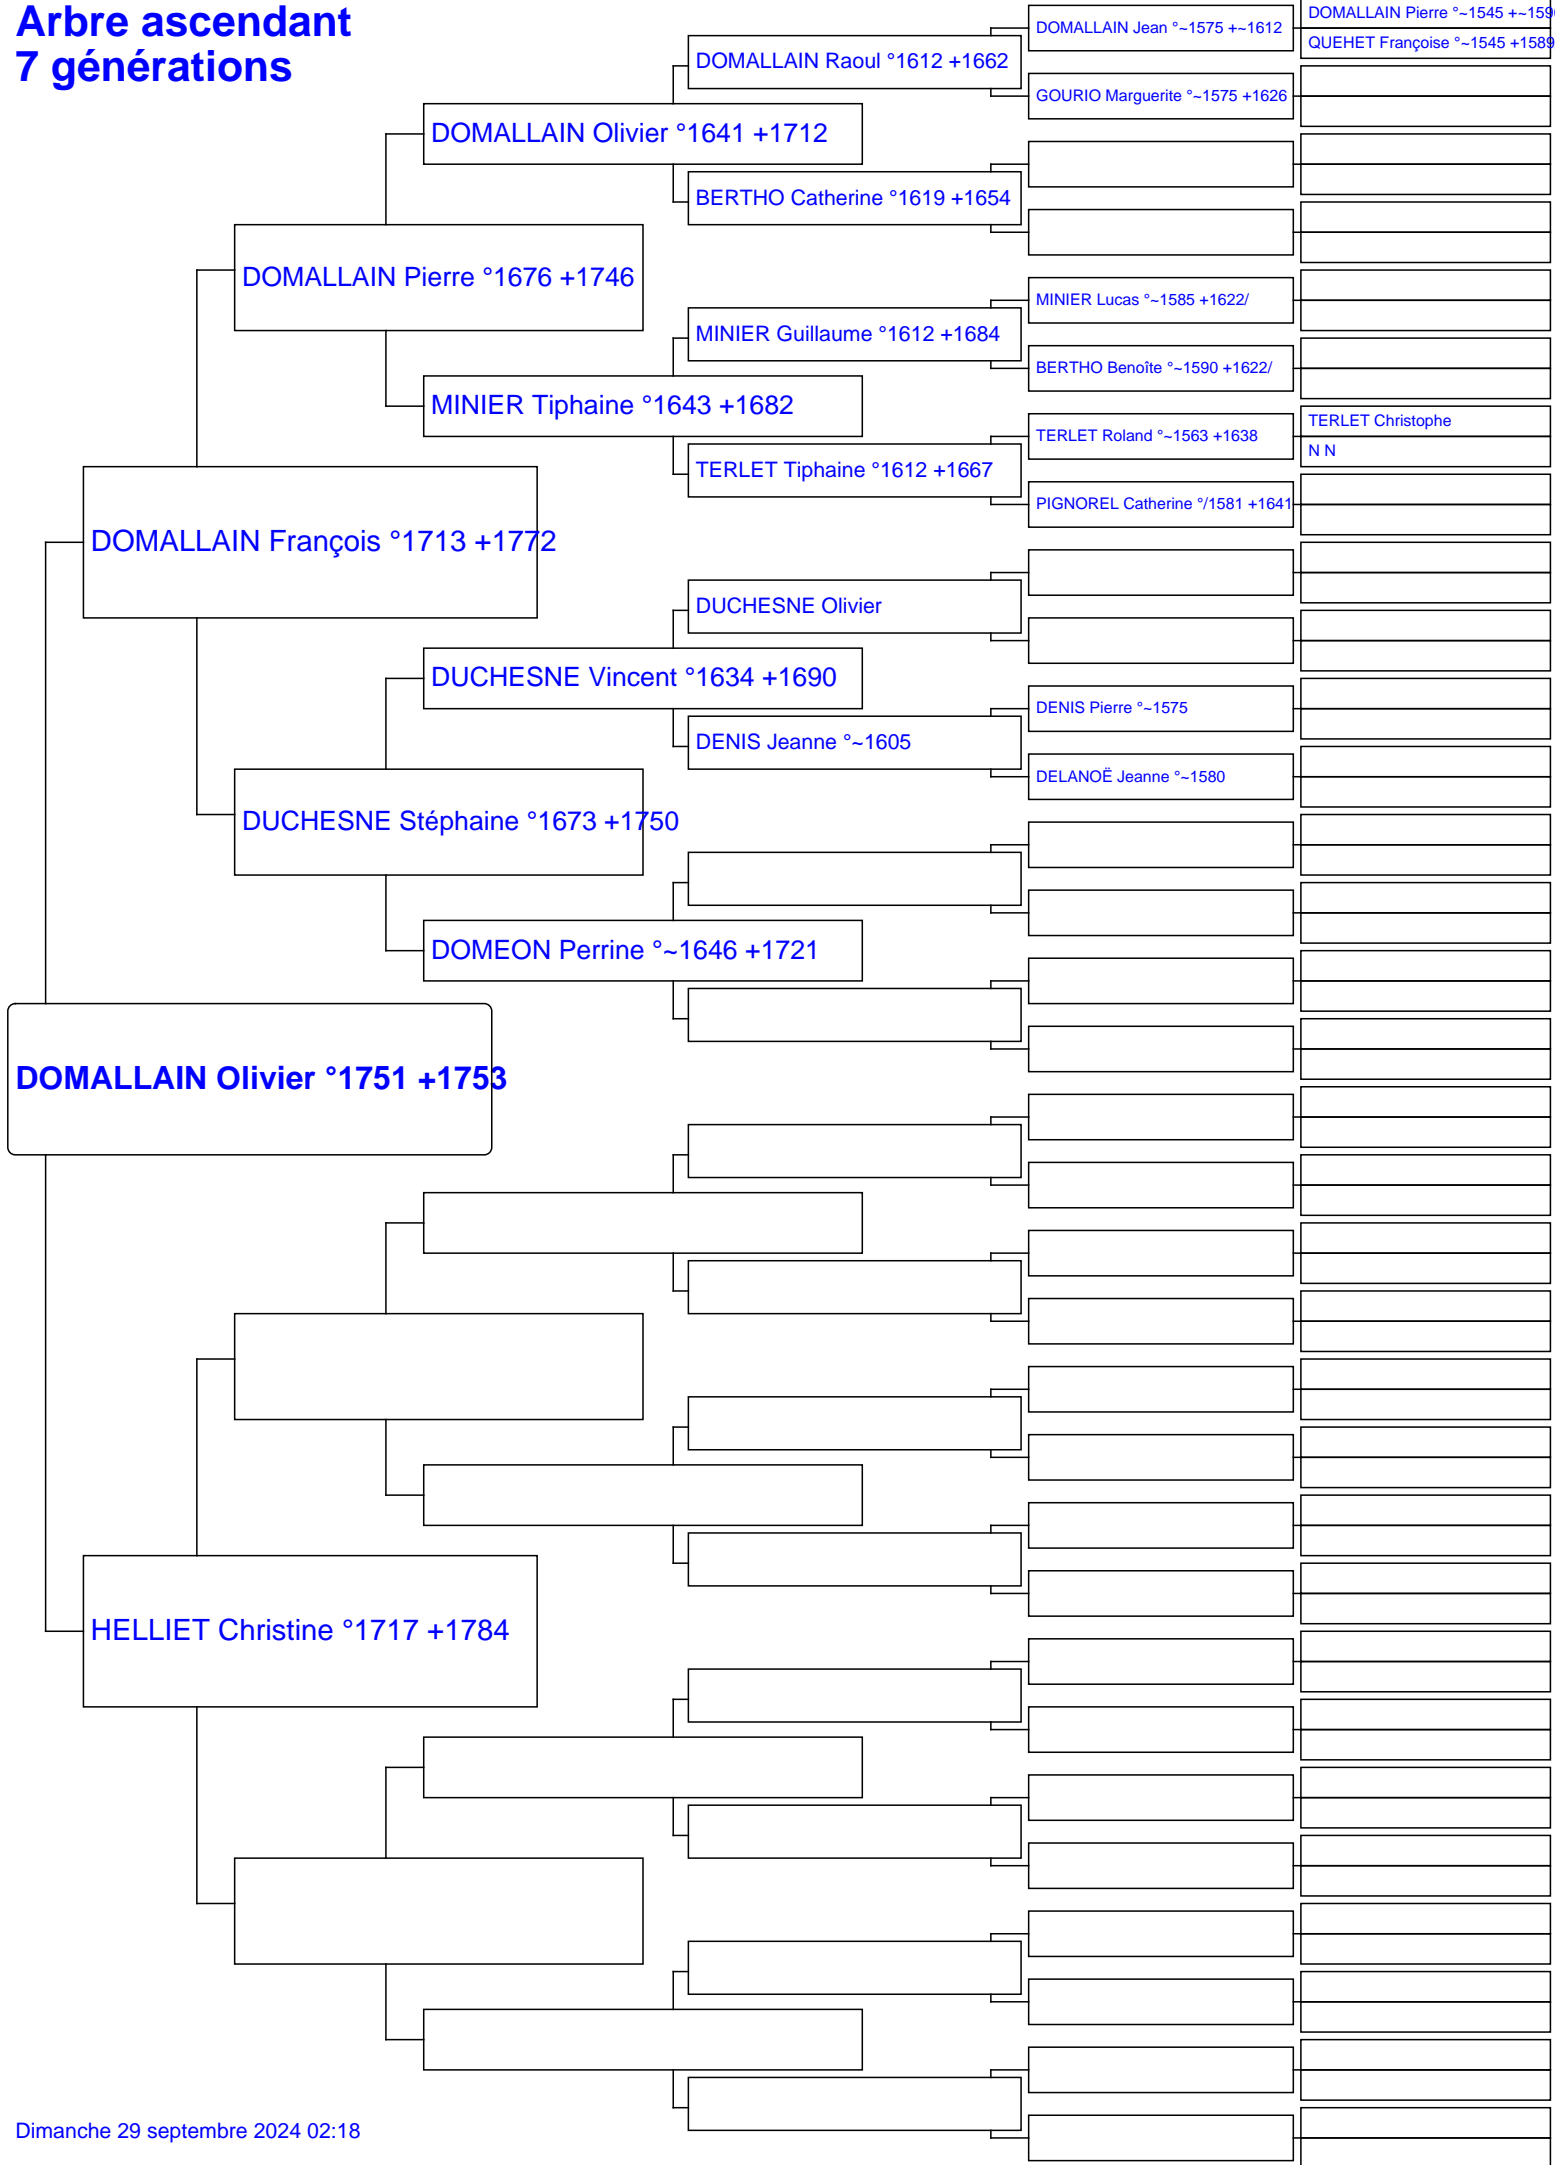 Arbre ascendant
7 générations
DOMALLAIN Pierre °~1545 +~159
QUEHET Françoise °~1545 +1589
DOMALLAIN Jean °~1575 +~1612
DOMALLAIN Raoul °1612 +1662
GOURIO Marguerite °~1575 +1626
DOMALLAIN Olivier °1641 +1712
BERTHO Catherine °1619 +1654
DOMALLAIN Pierre °1676 +1746
MINIER Lucas °~1585 +1622/
MINIER Guillaume °1612 +1684
BERTHO Benoîte °~1590 +1622/
MINIER Tiphaine °1643 +1682
TERLET Christophe
N N
TERLET Roland °~1563 +1638
TERLET Tiphaine °1612 +1667
PIGNOREL Catherine °/1581 +1641
DOMALLAIN François °1713 +1772
DUCHESNE Olivier
DUCHESNE Vincent °1634 +1690
DENIS Pierre °~1575
DENIS Jeanne °~1605
DELANOË Jeanne °~1580
DUCHESNE Stéphaine °1673 +1750
DOMEON Perrine °~1646 +1721
DOMALLAIN Olivier °1751 +1753
HELLIET Christine °1717 +1784
Dimanche 29 septembre 2024 02:18